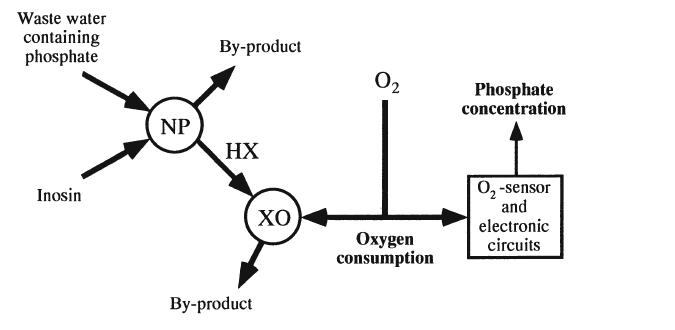 Waste water
containing
phosphate
By-product
O2
Phosphate
concentration
NP
HX
Inosin
XO
O2 -sensor
and
electronic
circuits
Oxygen
consumption
By-product